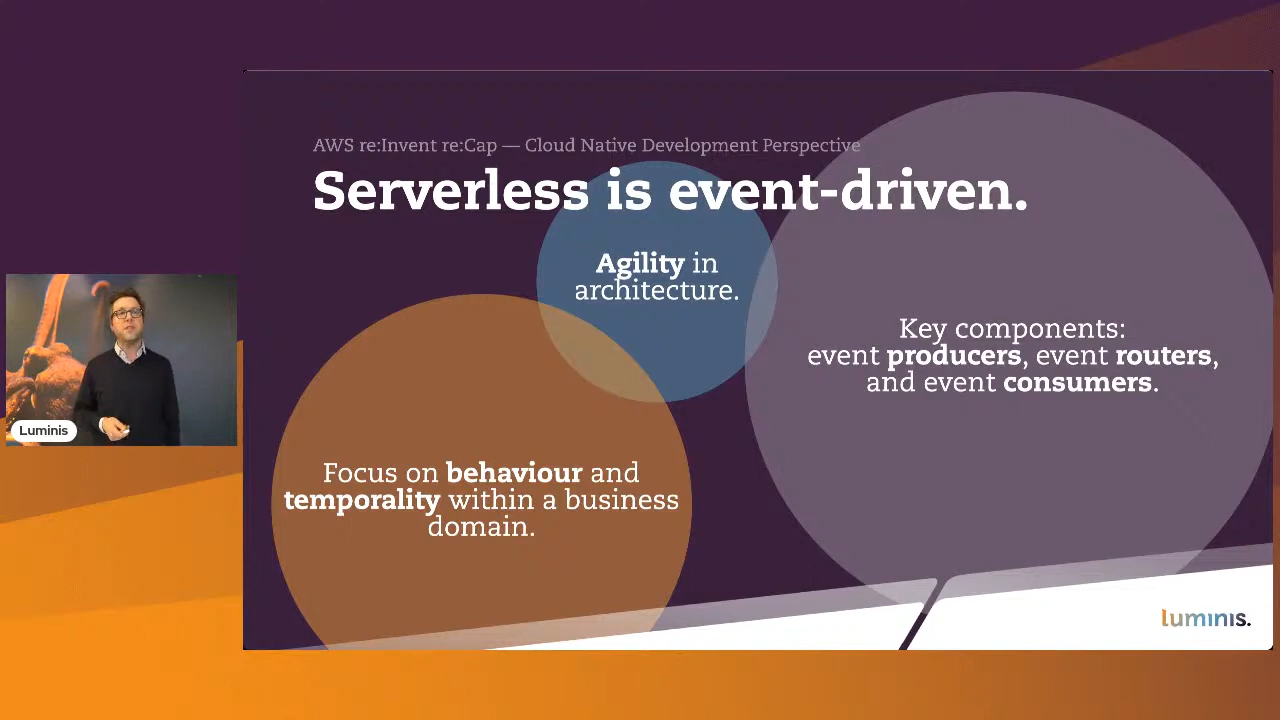 AWS re:Invent re:Cap — Cloud Native Development Perspective
Serverless is event-driven.
Agility in
architecture.
Key components:
event producers, event routers,
and event consumers.
Focus on behaviour and
temporality within a business
domain.
Luminis
luminis.